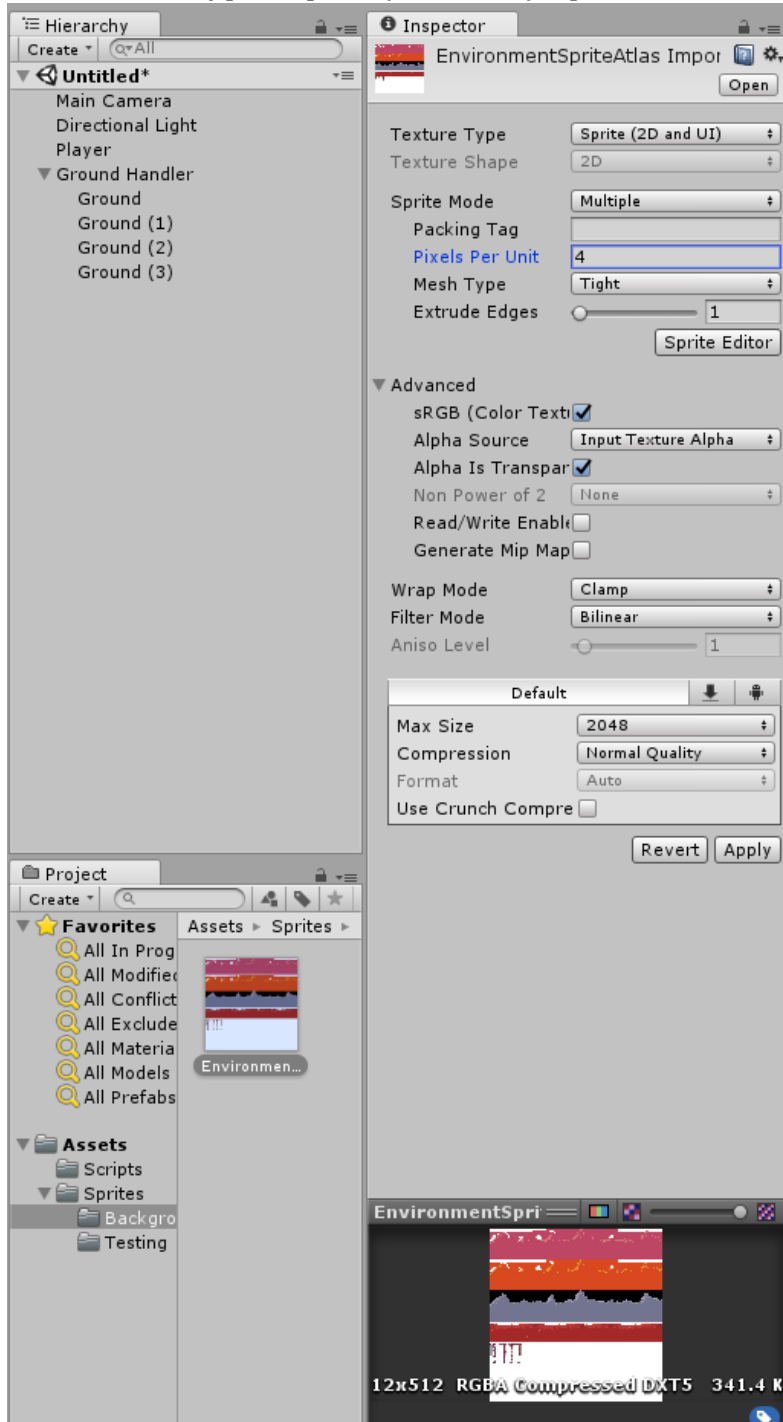 Hierarchy
Create
All
Untitled*
Main Camera
Directional Light
Player
Ground Handler
Ground
Ground (1)
Ground (2)
Ground (3)
Inspector
EnvironmentSpriteAtlas Impor
Open
Texture Type Sprite (2D and UI)
Texture Shape 2D
Sprite Mode Multiple
Packing Tag
Pixels Per Unit 4
Mesh Type Tight
Extrude Edges 1
Sprite Editor
Advanced
sRGB (Color Text
Alpha Source Input Texture Alpha
Alpha Is Transpar
Non Power of 2 None
Read/Write Enabl
Generate Mip Map
Wrap Mode Clamp
Filter Mode Bilinear
Aniso Level 1
Default
Max Size 2048
Compression Normal Quality
Format Auto
Use Crunch Compre
Revert Apply
Project
Create
Favorites
All In Prog
All Modified
All Conflict
All Exclude
All Materia
All Models
All Prefabs
Assets
Scripts
Sprites
Backgro
Testing
Assets Sprites
Environmen...
EnvironmentSpri
12x512 RGBA Compressed DXT5 341.4 K